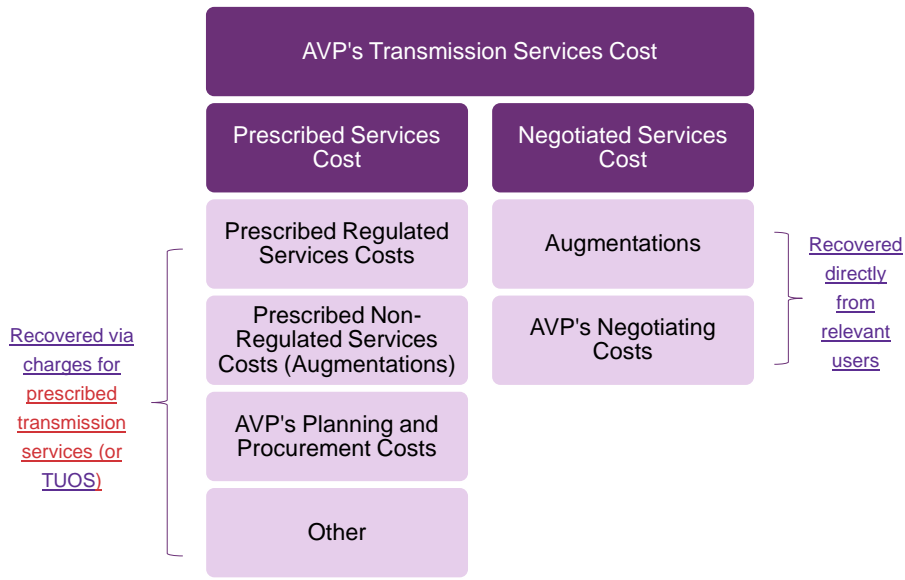 AVP's Transmission Services Cost
Prescribed Services
Cost
Negotiated Services
Cost
Prescribed Regulated
Services Costs
Augmentations
Prescribed Non-
Regulated Services
Costs (Augmentations)
AVP's Negotiating
Costs
AVP's Planning and
Procurement Costs
Other
Recovered via
charges for
prescribed
transmission
services (or
TUOS)
Recovered
directly
from
relevant
users